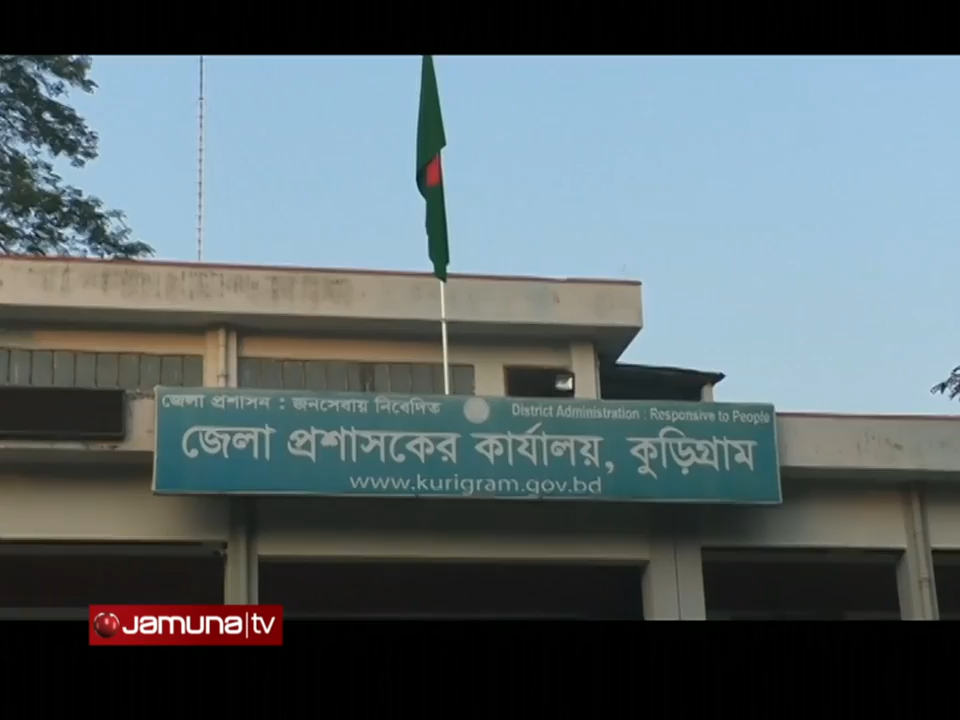 জেলা প্রশাসন : জনসেবায় নিবেদিত
District Administration : Responsive to People
জেলা প্রশাসকের কার্যালয়, কুড়িগ্রাম
www.kurigram.gov.bd
Jamuna|tv